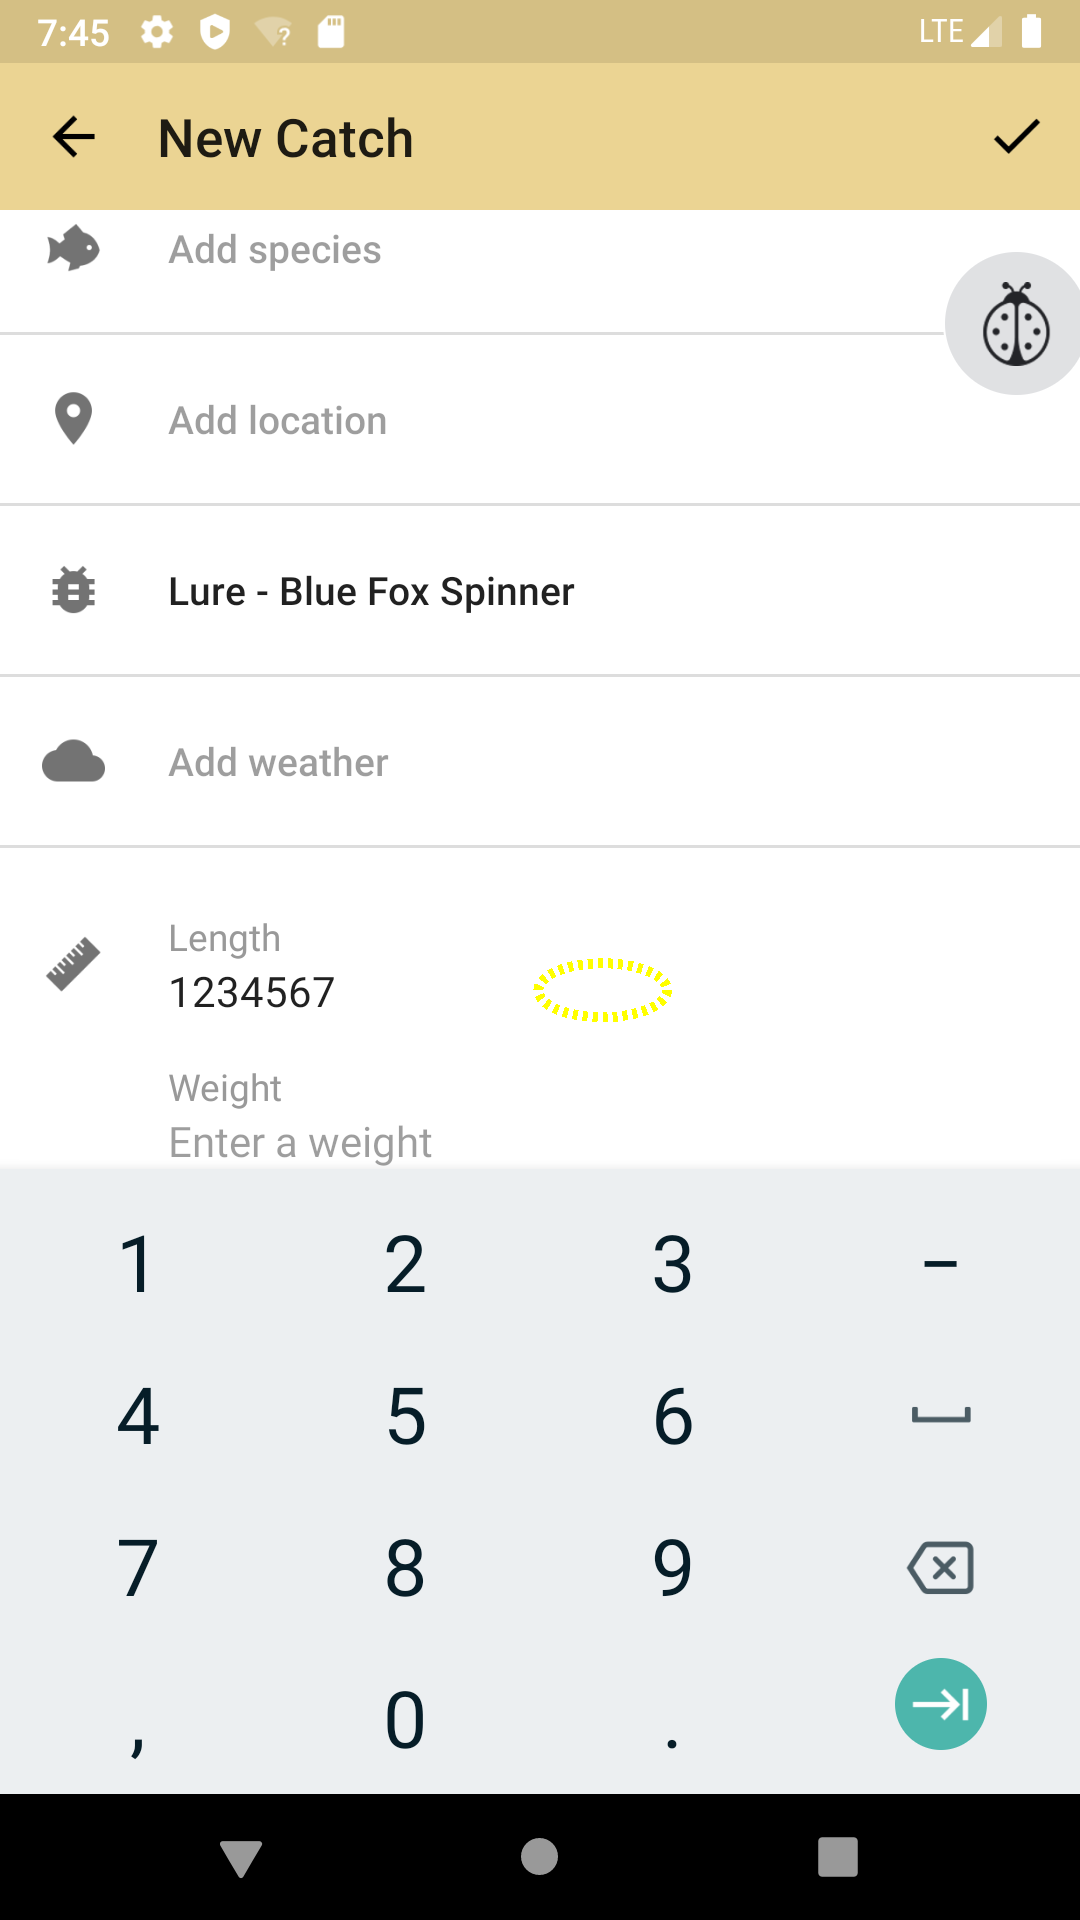 7:45
LTE
New Catch
Add species
Add location
Lure - Blue Fox Spinner
Add weather
Length
1234567
Weight
Enter a weight
1 2 3 –
4 5 6
7 8 9
, 0 .